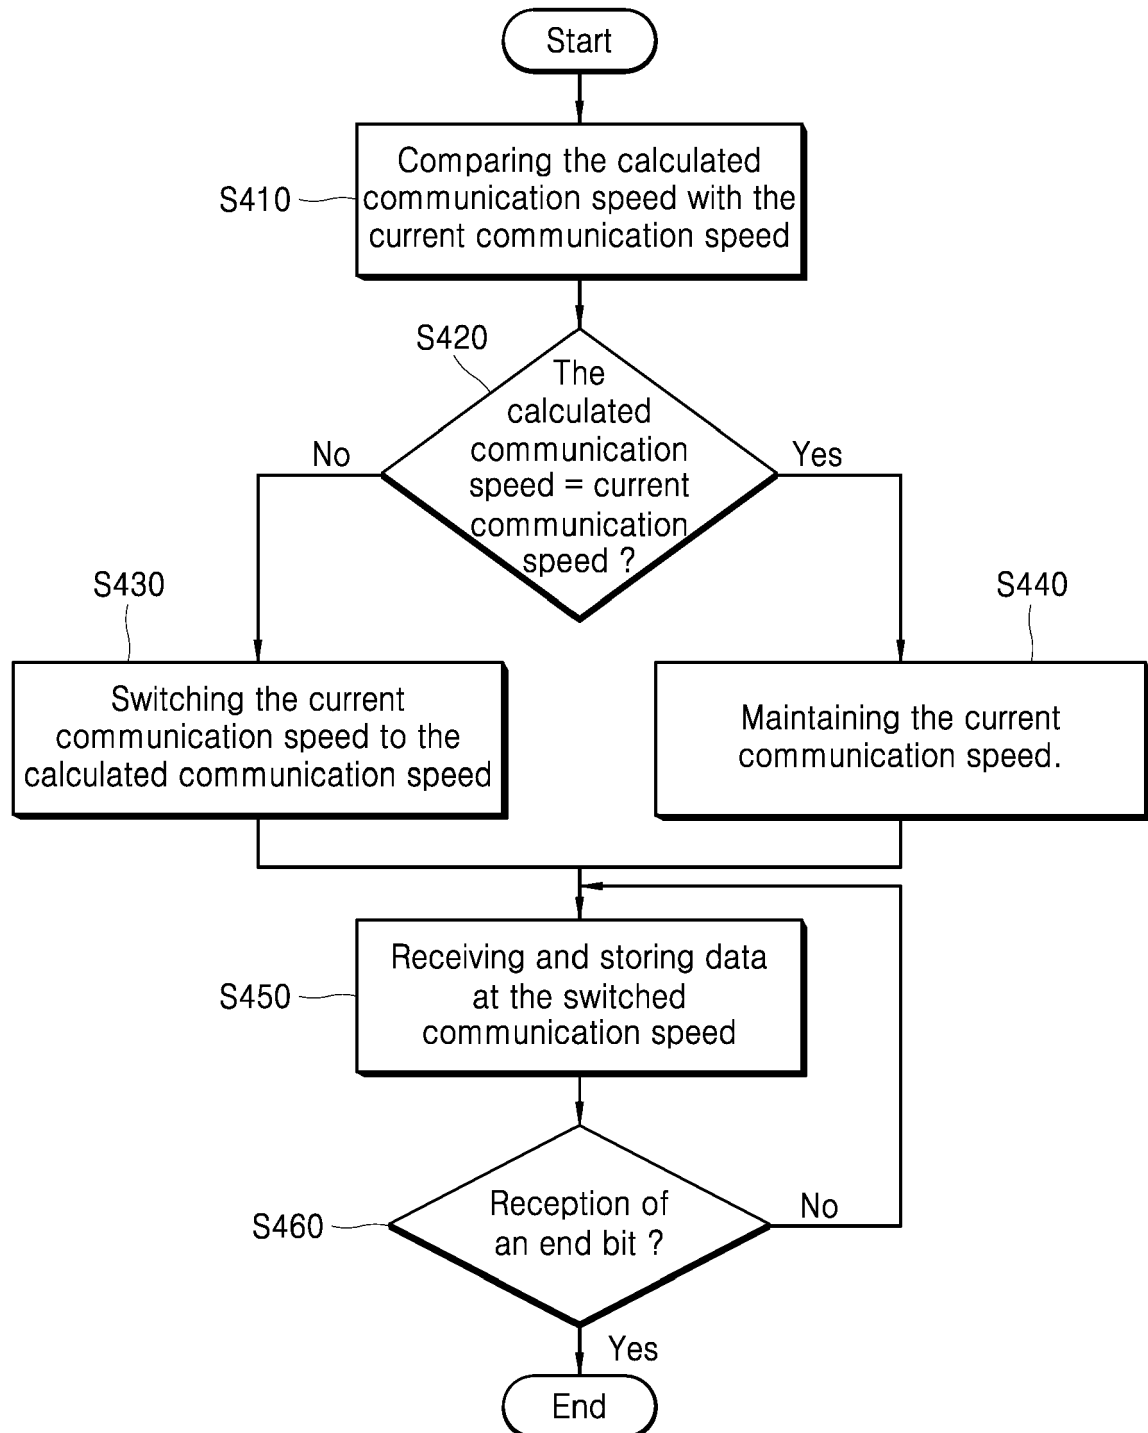 Start
Comparing the calculated
communication speed with the
current communication speed
S410
S420
The
calculated
communication
speed = current
communication
speed ?
No
Yes
S430
S440
Switching the current
communication speed to the
calculated communication speed
Maintaining the current
communication speed.
Receiving and storing data
at the switched
communication speed
S450
Reception of
an end bit ?
S460
No
Yes
End